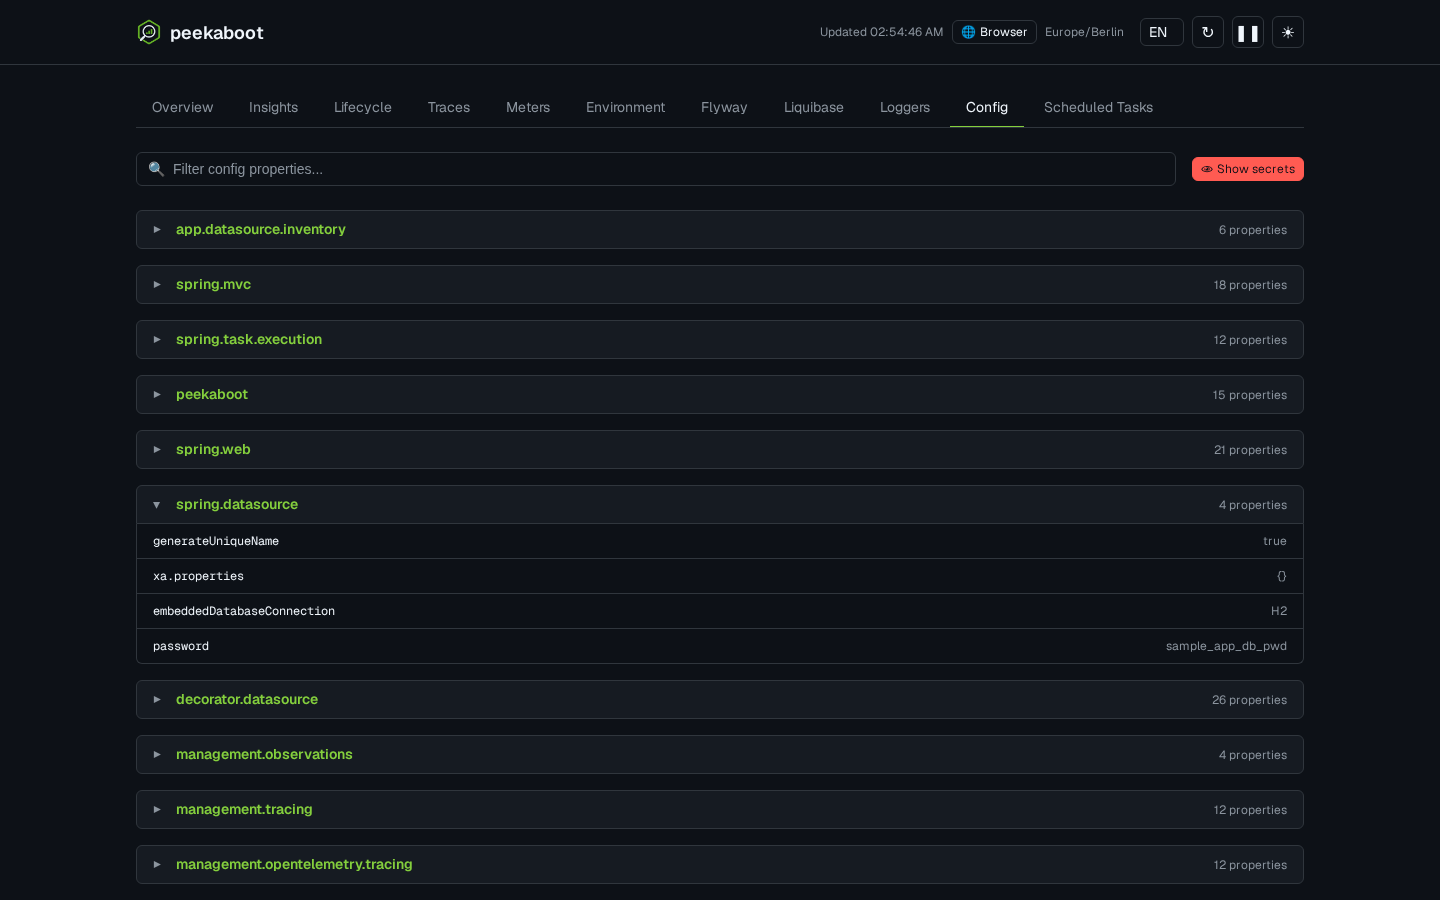 peekaboot
Updated 02:54:46 AM
Browser
Europe/Berlin
EN
Overview
Insights
Lifecycle
Traces
Meters
Environment
Flyway
Liquibase
Loggers
Config
Scheduled Tasks
Filter config properties...
Show secrets
app.datasource.inventory
6 properties
spring.mvc
18 properties
spring.task.execution
12 properties
peekaboot
15 properties
spring.web
21 properties
spring.datasource
4 properties
generateUniqueName
true
xa.properties
{}
embeddedDatabaseConnection
H2
password
sample_app_db_pwd
decorator.datasource
26 properties
management.observations
4 properties
management.tracing
12 properties
management.opentelemetry.tracing
12 properties